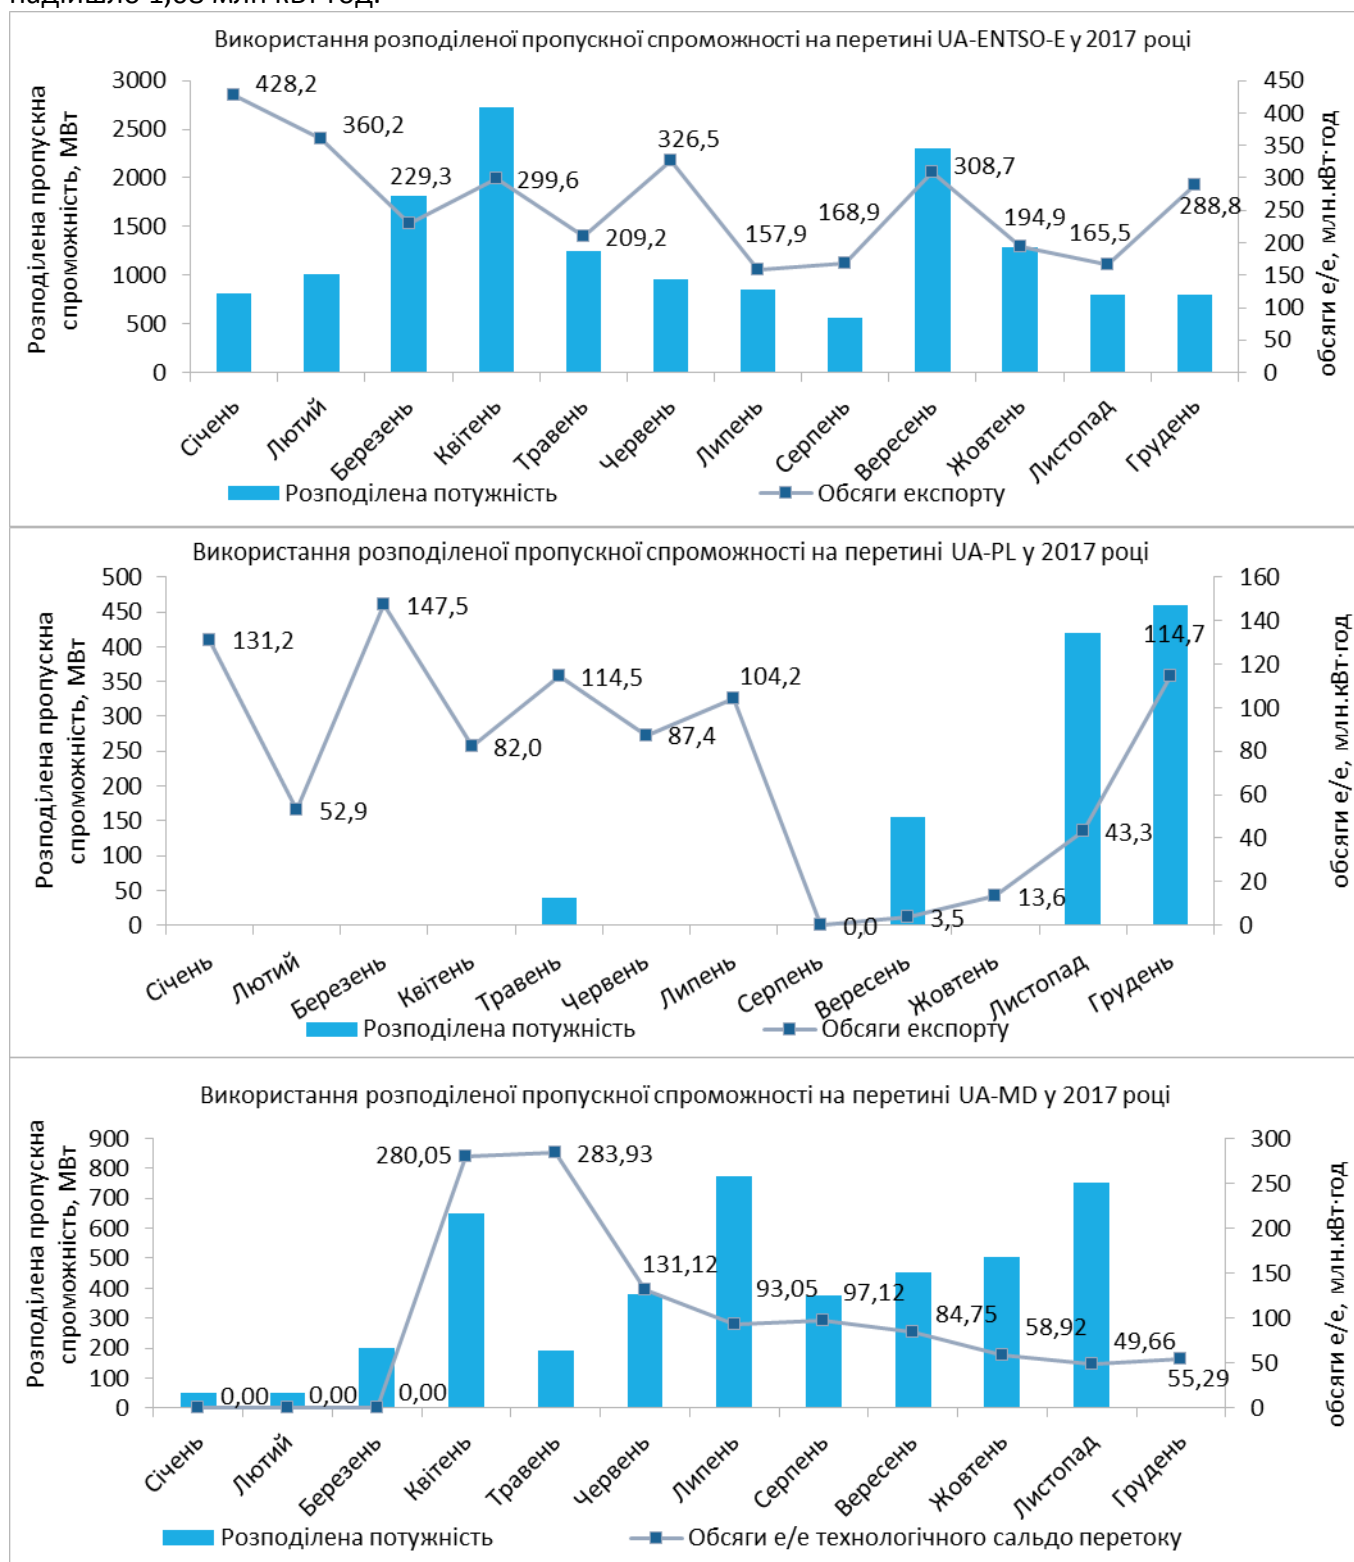 надійшло 1,68 млн кВт·год.
Використання розподіленої пропускної спроможності на перетині UA-ENTSO-E у 2017 році
Розподілена пропускна
спроможність, МВт
3000
2500
2000
1500
1000
500
0
428,2
360,2
229,3
299,6
209,2
326,5
157,9
168,9
308,7
194,9
165,5
288,8
450
400
350
300
250
200
150
100
50
0
обсяги е/е, млн.кВт·год
Січень
Лютий
Березень
Квітень
Травень
Червень
Липень
Серпень
Вересень
Жовтень
Листопад
Грудень
Розподілена потужність
Обсяги експорту
Використання розподіленої пропускної спроможності на перетині UA-PL у 2017 році
Розподілена пропускна
спроможність, МВт
500
450
400
350
300
250
200
150
100
50
0
131,2
52,9
147,5
82,0
114,5
87,4
104,2
0,0
3,5
13,6
43,3
114,7
160
140
120
100
80
60
40
20
0
обсяги е/е, млн.кВт·год
Січень
Лютий
Березень
Квітень
Травень
Червень
Липень
Серпень
Вересень
Жовтень
Листопад
Грудень
Розподілена потужність
Обсяги експорту
Використання розподіленої пропускної спроможності на перетині UA-MD у 2017 році
Розподілена пропускна
спроможність, МВт
900
800
700
600
500
400
300
200
100
0
0,00
0,00
0,00
280,05
283,93
131,12
93,05
97,12
84,75
58,92
49,66
55,29
300
250
200
150
100
50
0
обсяги е/е, млн.кВт·год
Січень
Лютий
Березень
Квітень
Травень
Червень
Липень
Серпень
Вересень
Жовтень
Листопад
Грудень
Розподілена потужність
Обсяги е/е технологічного сальдо перетоку